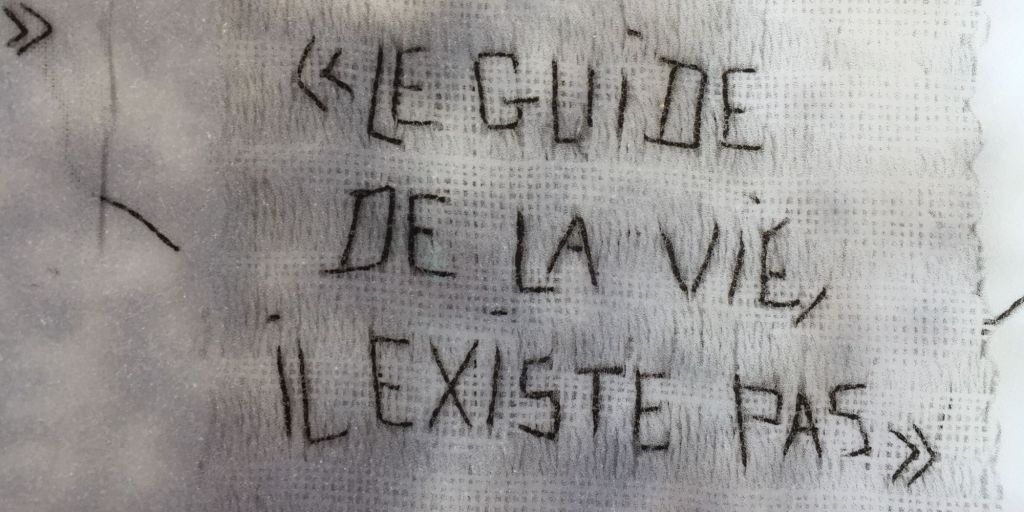 »
« LE GUiDE
DE LA ViE,
iL EXiSTE PAS »